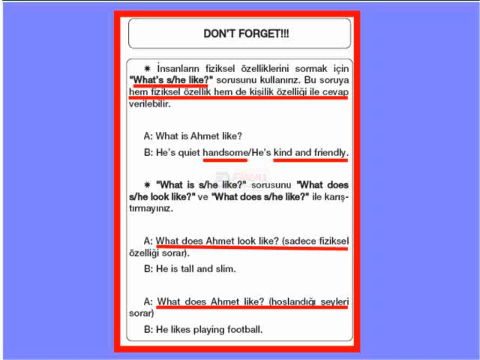 DON'T FORGET!!!
✷ İnsanların fiziksel özelliklerini sormak için
"What's s/he like?" sorusunu kullanırız. Bu soruya
hem fiziksel özellik hem de kişilik özelliği ile cevap
verilebilir.
A: What is Ahmet like?
B: He's quiet handsome/He's kind and friendly.
✷ "What is s/he like?" sorusunu "What does
s/he look like?" ve "What does s/he like?" ile karış-
tırmayınız.
A: What does Ahmet look like? (sadece fiziksel
özelliği sorar).
B: He is tall and slim.
A: What does Ahmet like? (hoşlandığı şeyleri
sorar)
B: He likes playing football.